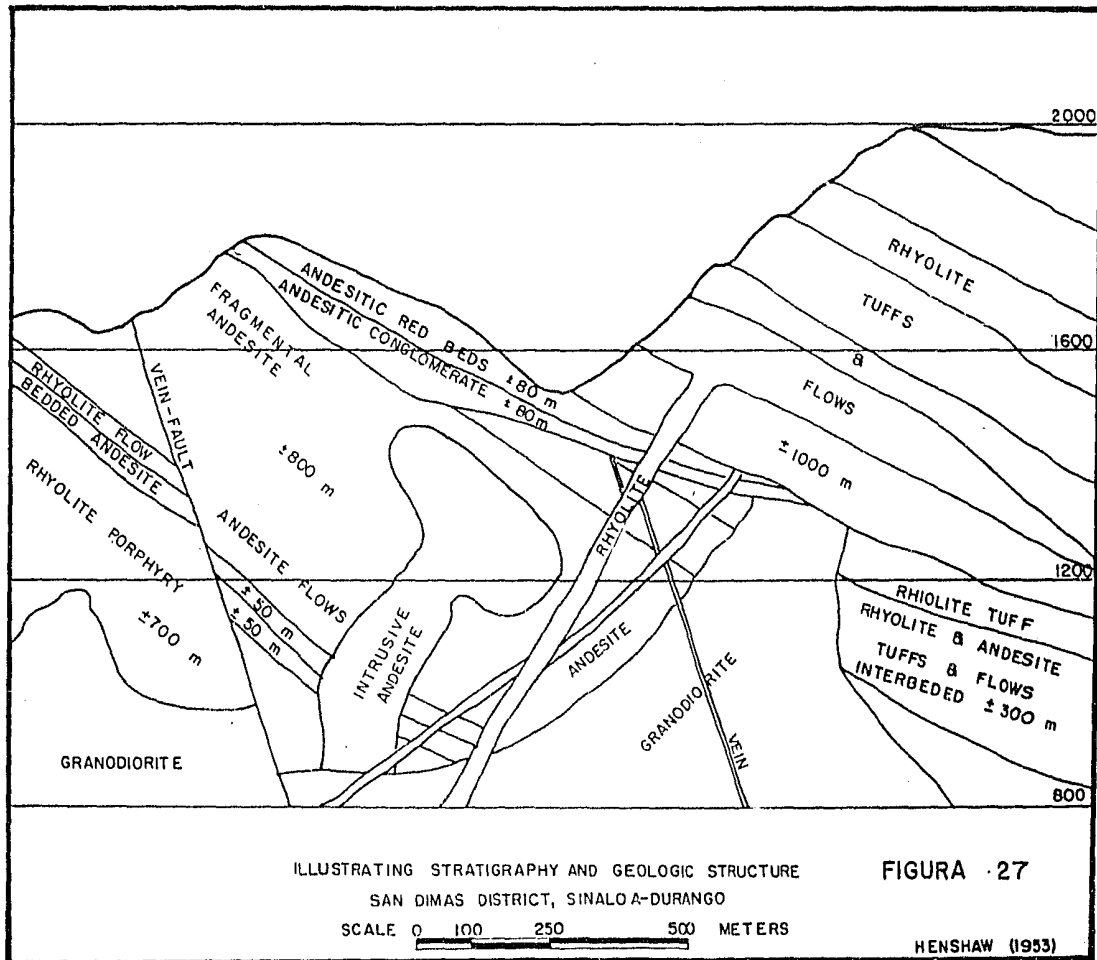 2000
RHYOLITE
TUFFS
&
FLOWS
± 1000 m
1600
ANDESITIC RED BEDS ±80 m
ANDESITIC CONGLOMERATE ±80m
FRAGMENTAL
ANDESITE
±800 m
VEIN-FAULT
RHYOLITE FLOW
BEDDED ANDESITE
RHYOLITE PORPHYRY
±700 m
ANDESITE FLOWS
±50 m
±50 m
INTRUSIVE
ANDESITE
RHYOLITE
ANDESITE
GRANODIORITE
VEIN
1200
RHIOLITE TUFF
RHYOLITE & ANDESITE
TUFFS & FLOWS
INTERBEDED ±300 m
GRANODIORITE
800
ILLUSTRATING STRATIGRAPHY AND GEOLOGIC STRUCTURE
SAN DIMAS DISTRICT, SINALOA-DURANGO
SCALE 0 100 250 500 METERS
FIGURA 27
HENSHAW (1953)